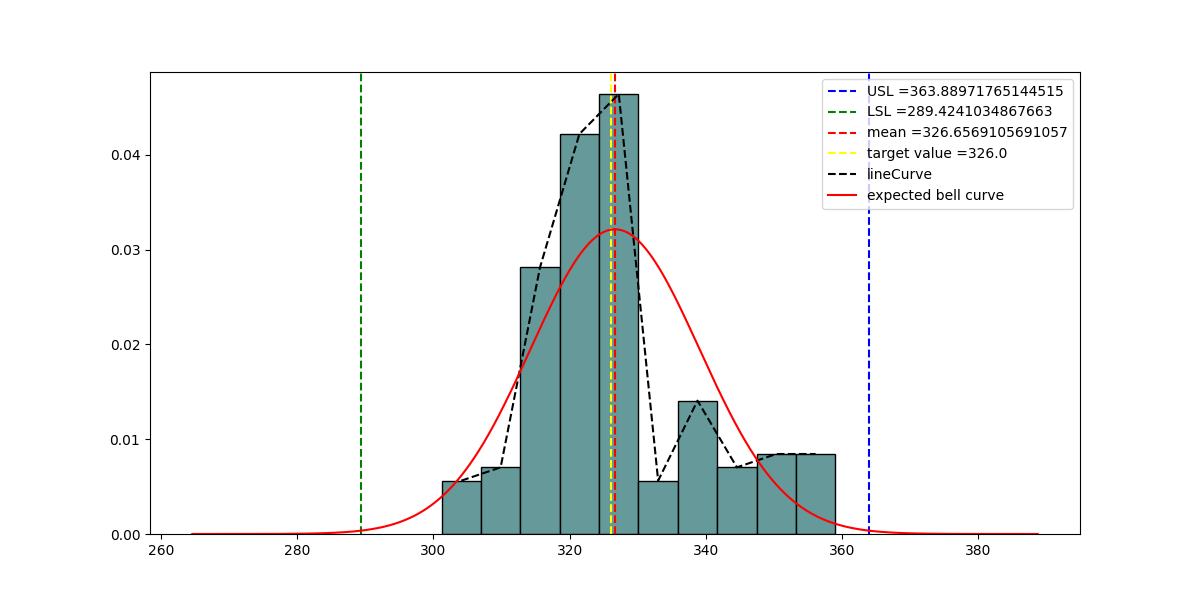 USL =363.88971765144515
LSL =289.4241034867663
mean =326.6569105691057
target value =326.0
lineCurve
expected bell curve
0.04
0.03
0.02
0.01
0.00
260 280 300 320 340 360 380